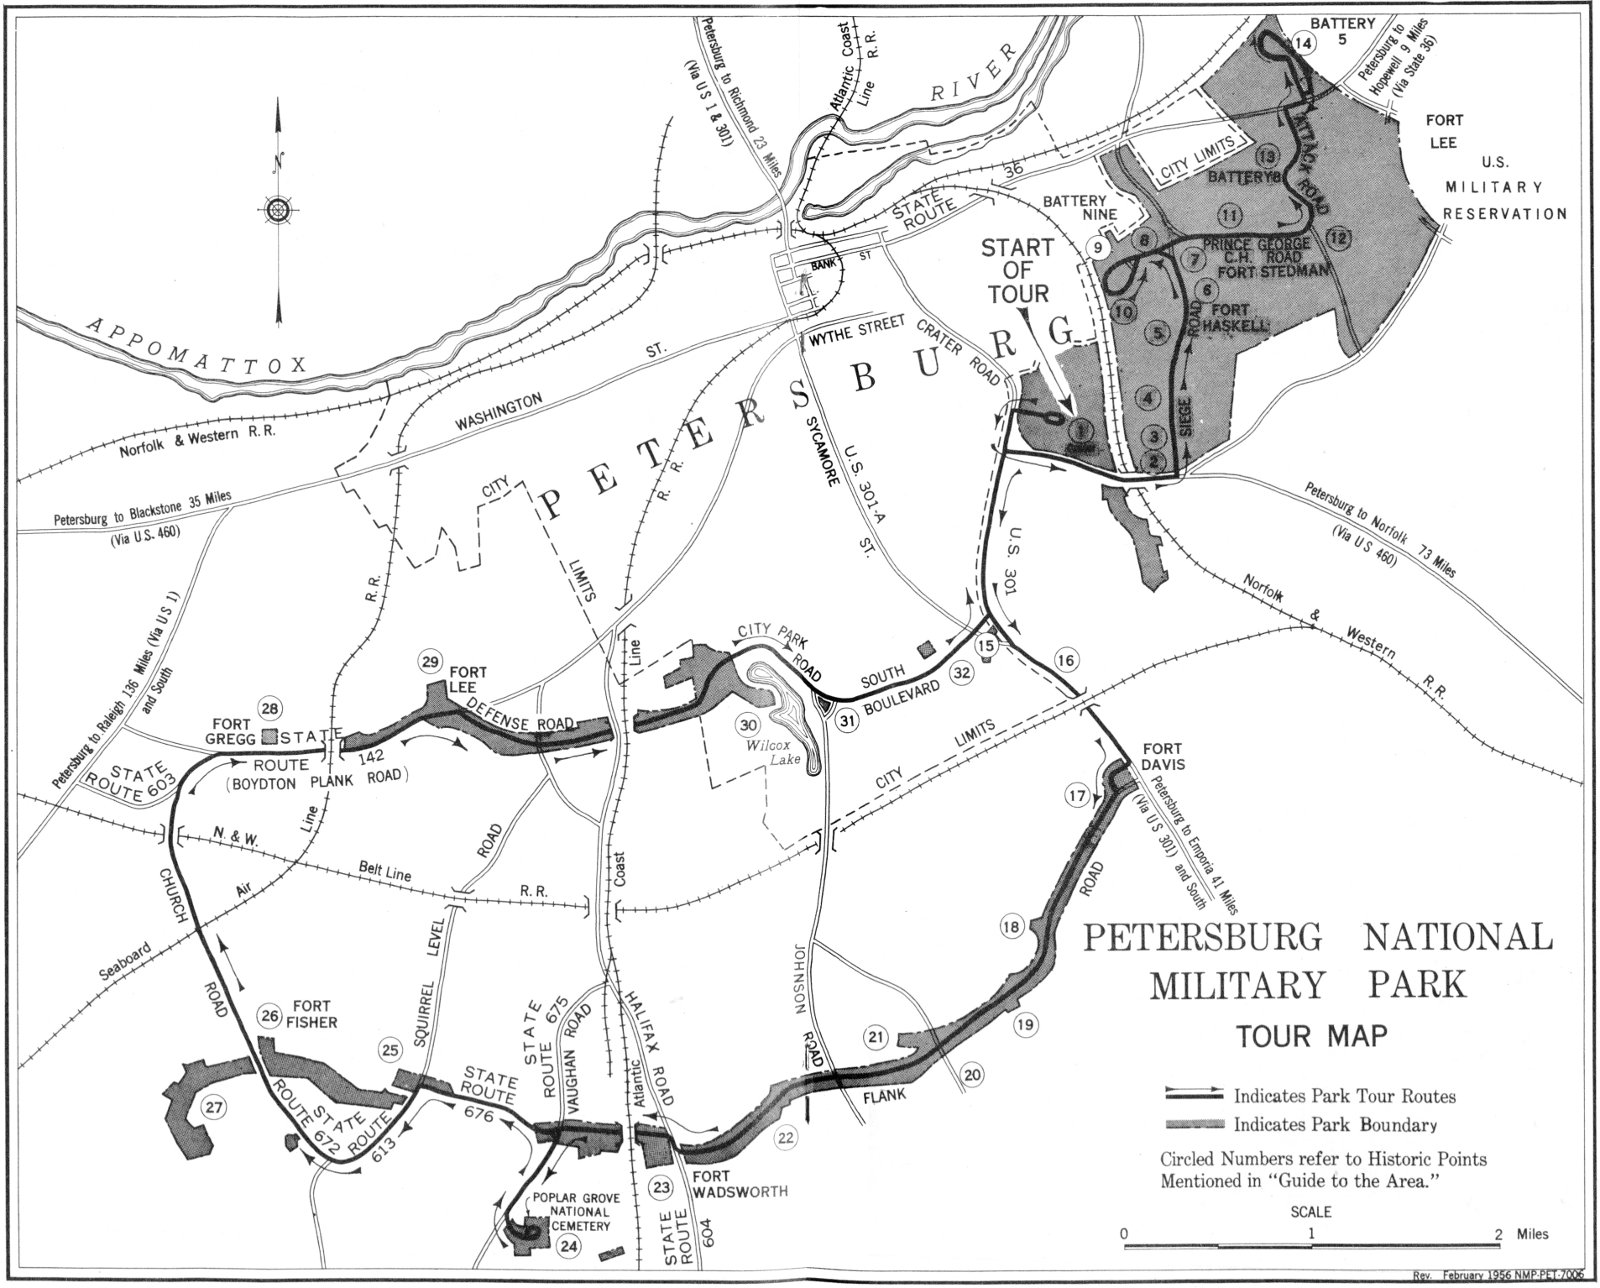 PETERSBURG NATIONAL
MILITARY PARK
TOUR MAP
Indicates Park Tour Routes
Indicates Park Boundary
Circled Numbers refer to Historic Points
Mentioned in "Guide to the Area."
SCALE
0 1 2 Miles
Rev. February 1956 NMP-PET-7006
N
Petersburg to Richmond 23 Miles
(Via US 1 & 301)
Atlantic Coast
Line R. R.
RIVER
APPOMATTOX
BATTERY
5
14
Petersburg to
Hopewell 9 Miles
(Via State 36)
FORT
LEE
U.S.
MILITARY
RESERVATION
CITY LIMITS
ATTACK ROAD
13
BATTERY 8
11
12
36
STATE
ROUTE
BATTERY
NINE
9
8
PRINCE GEORGE
C.H. ROAD
7
FORT STEDMAN
6
10
FORT
HASKELL
5
4
3
2
SIEGE ROAD
START
OF
TOUR
1
BANK ST
WYTHE STREET
CRATER ROAD
PETERSBURG
WASHINGTON ST.
SYCAMORE ST.
U.S. 301-A
Norfolk & Western R. R.
Petersburg to Blackstone 35 Miles
(Via U.S. 460)
CITY LIMITS
R. R.
R. R.
U.S. 301
Petersburg to Norfolk 73 Miles
(Via US 460)
Norfolk & Western R. R.
Petersburg to Raleigh 136 Miles (Via US 1)
and South
29
FORT
LEE
28
FORT
GREGG
STATE
ROUTE
142
(BOYDTON PLANK ROAD)
DEFENSE ROAD
STATE
ROUTE 603
Line
CITY PARK
ROAD
30
Wilcox
Lake
31
SOUTH
BOULEVARD
32
15
16
CITY LIMITS
FORT
DAVIS
17
Petersburg to Emporia 41 Miles
(Via U S 301) and South
ROAD
N. & W.
Belt Line
R. R.
Line
Air
Seaboard
ROAD
Coast
CHURCH
ROAD
SQUIRREL LEVEL
18
19
20
21
22
FLANK
JOHNSON ROAD
26
FORT
FISHER
25
27
ROUTE 672
STATE
ROUTE
613
STATE
ROUTE
676
STATE
ROUTE 675
VAUGHAN ROAD
HALIFAX ROAD
Atlantic
23
FORT
WADSWORTH
STATE
ROUTE 604
POPLAR GROVE
NATIONAL
CEMETERY
24